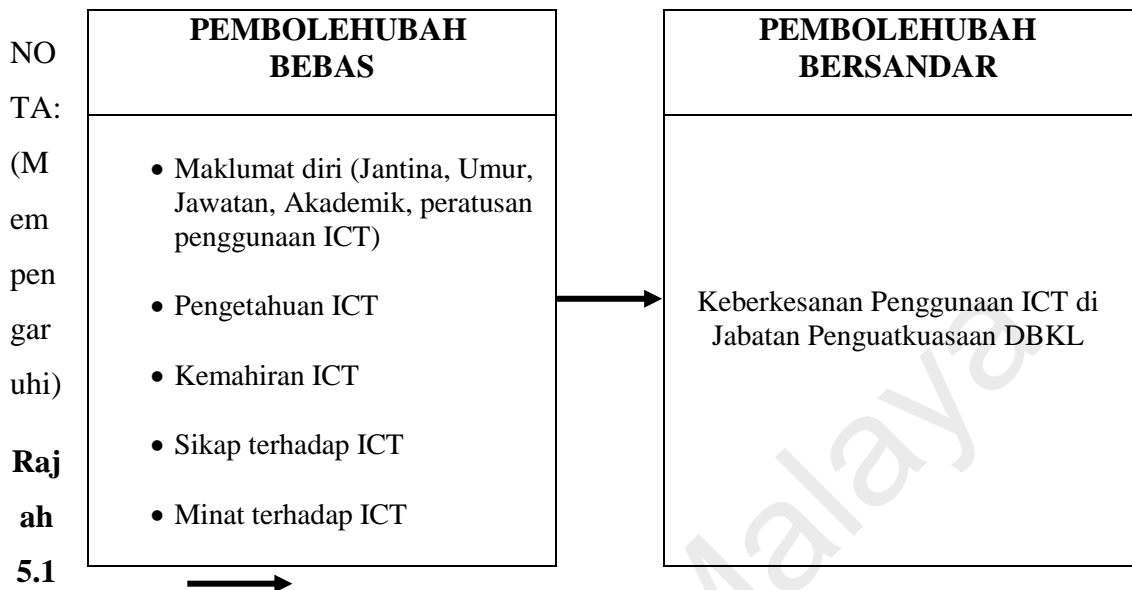 PEMBOLEHUBAH
BEBAS
• Maklumat diri (Jantina, Umur,
Jawatan, Akademik, peratusan
penggunaan ICT)
• Pengetahuan ICT
• Kemahiran ICT
• Sikap terhadap ICT
• Minat terhadap ICT
PEMBOLEHUBAH
BERSANDAR
Keberkesanan Penggunaan ICT di
Jabatan Penguatkuasaan DBKL
NO
TA:
(M
em
pen
gar
uhi)
Raj
ah
5.1
Malaya